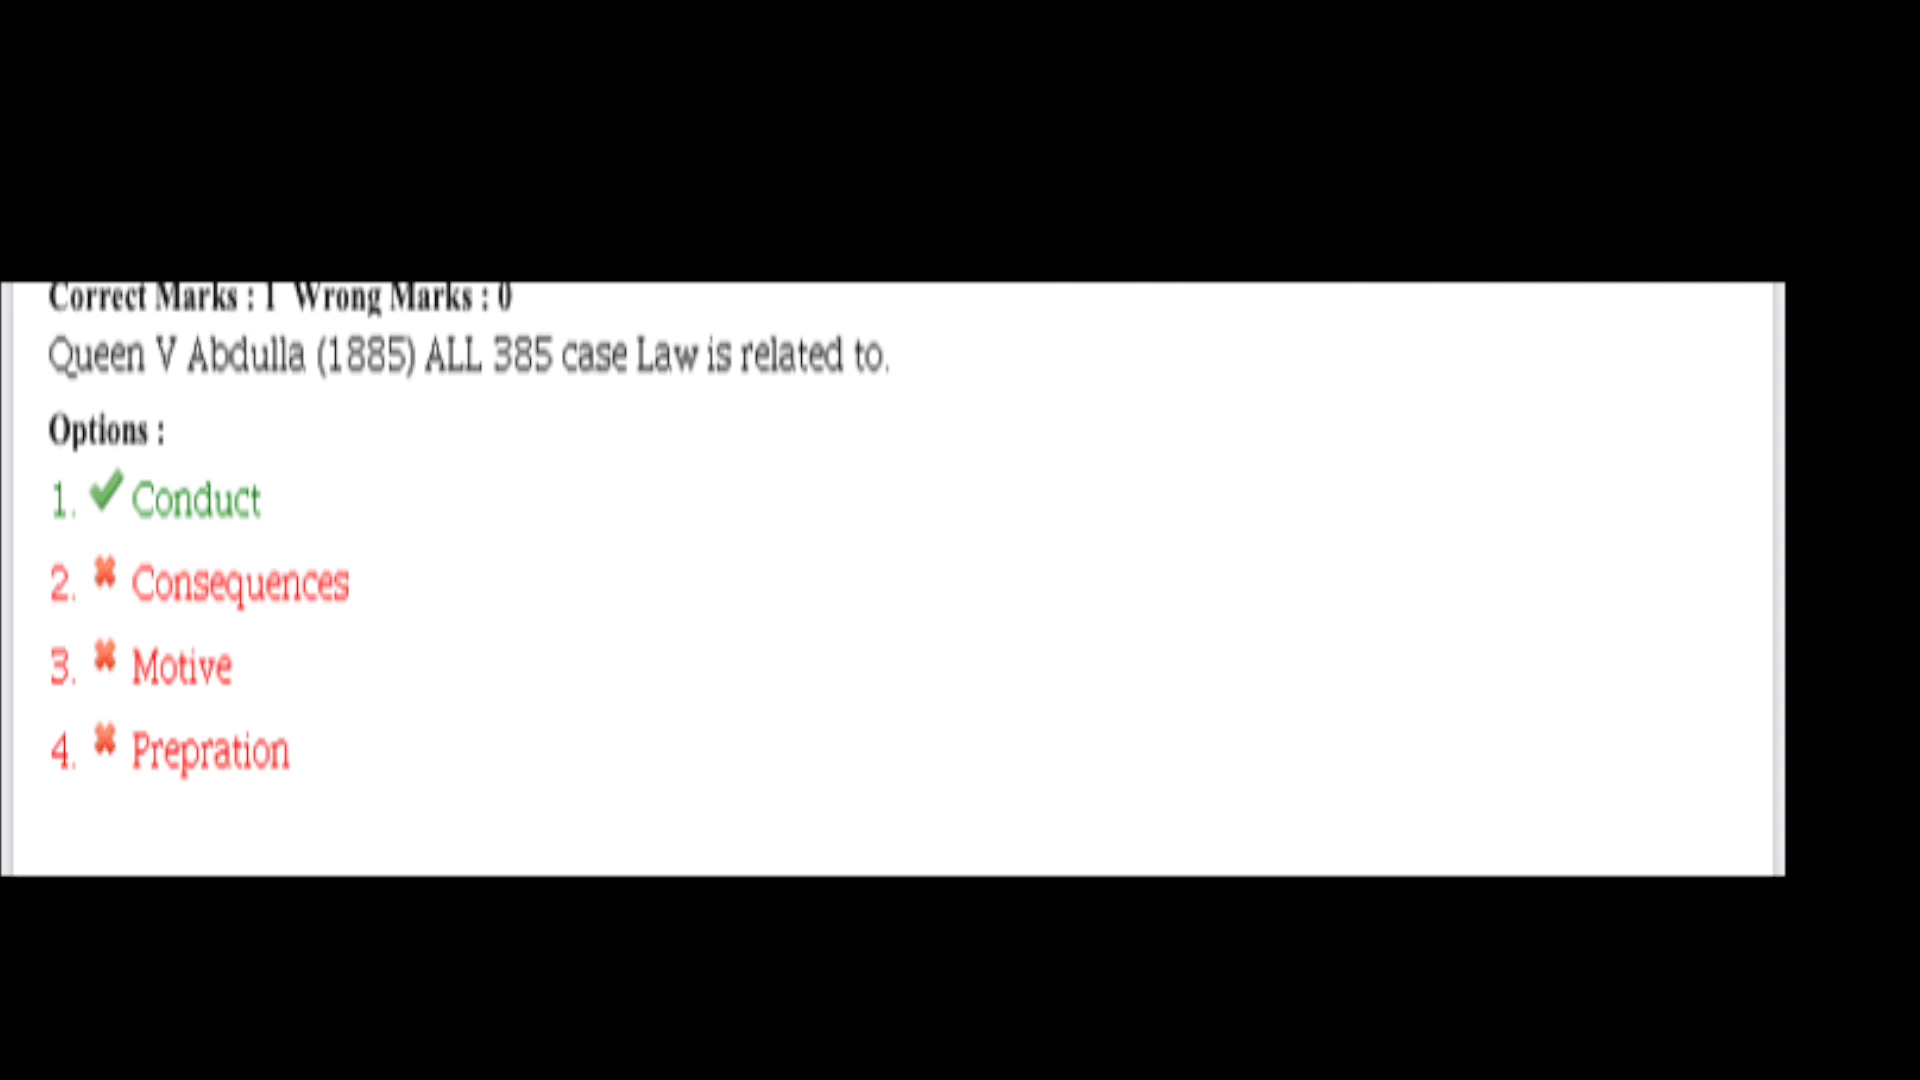 Correct Marks : 1 Wrong Marks : 0
Queen V Abdulla (1885) ALL 385 case Law is related to.
Options :
1. Conduct
2. Consequences
3. Motive
4. Prepration